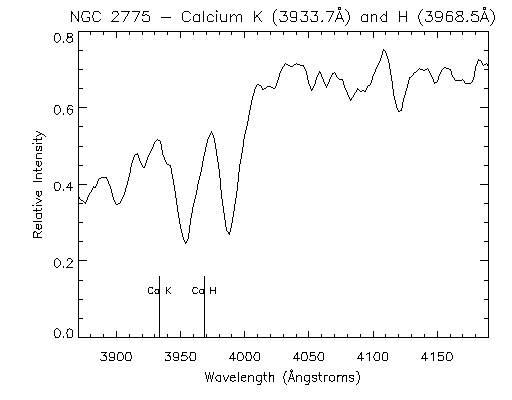 NGC 2775 – Calcium K (3933.7Å) and H (3968.5Å)
0.8
0.6
0.4
0.2
0.0
Relative Intensity
Ca K
Ca H
3900 3950 4000 4050 4100 4150
Wavelength (Ångstroms)